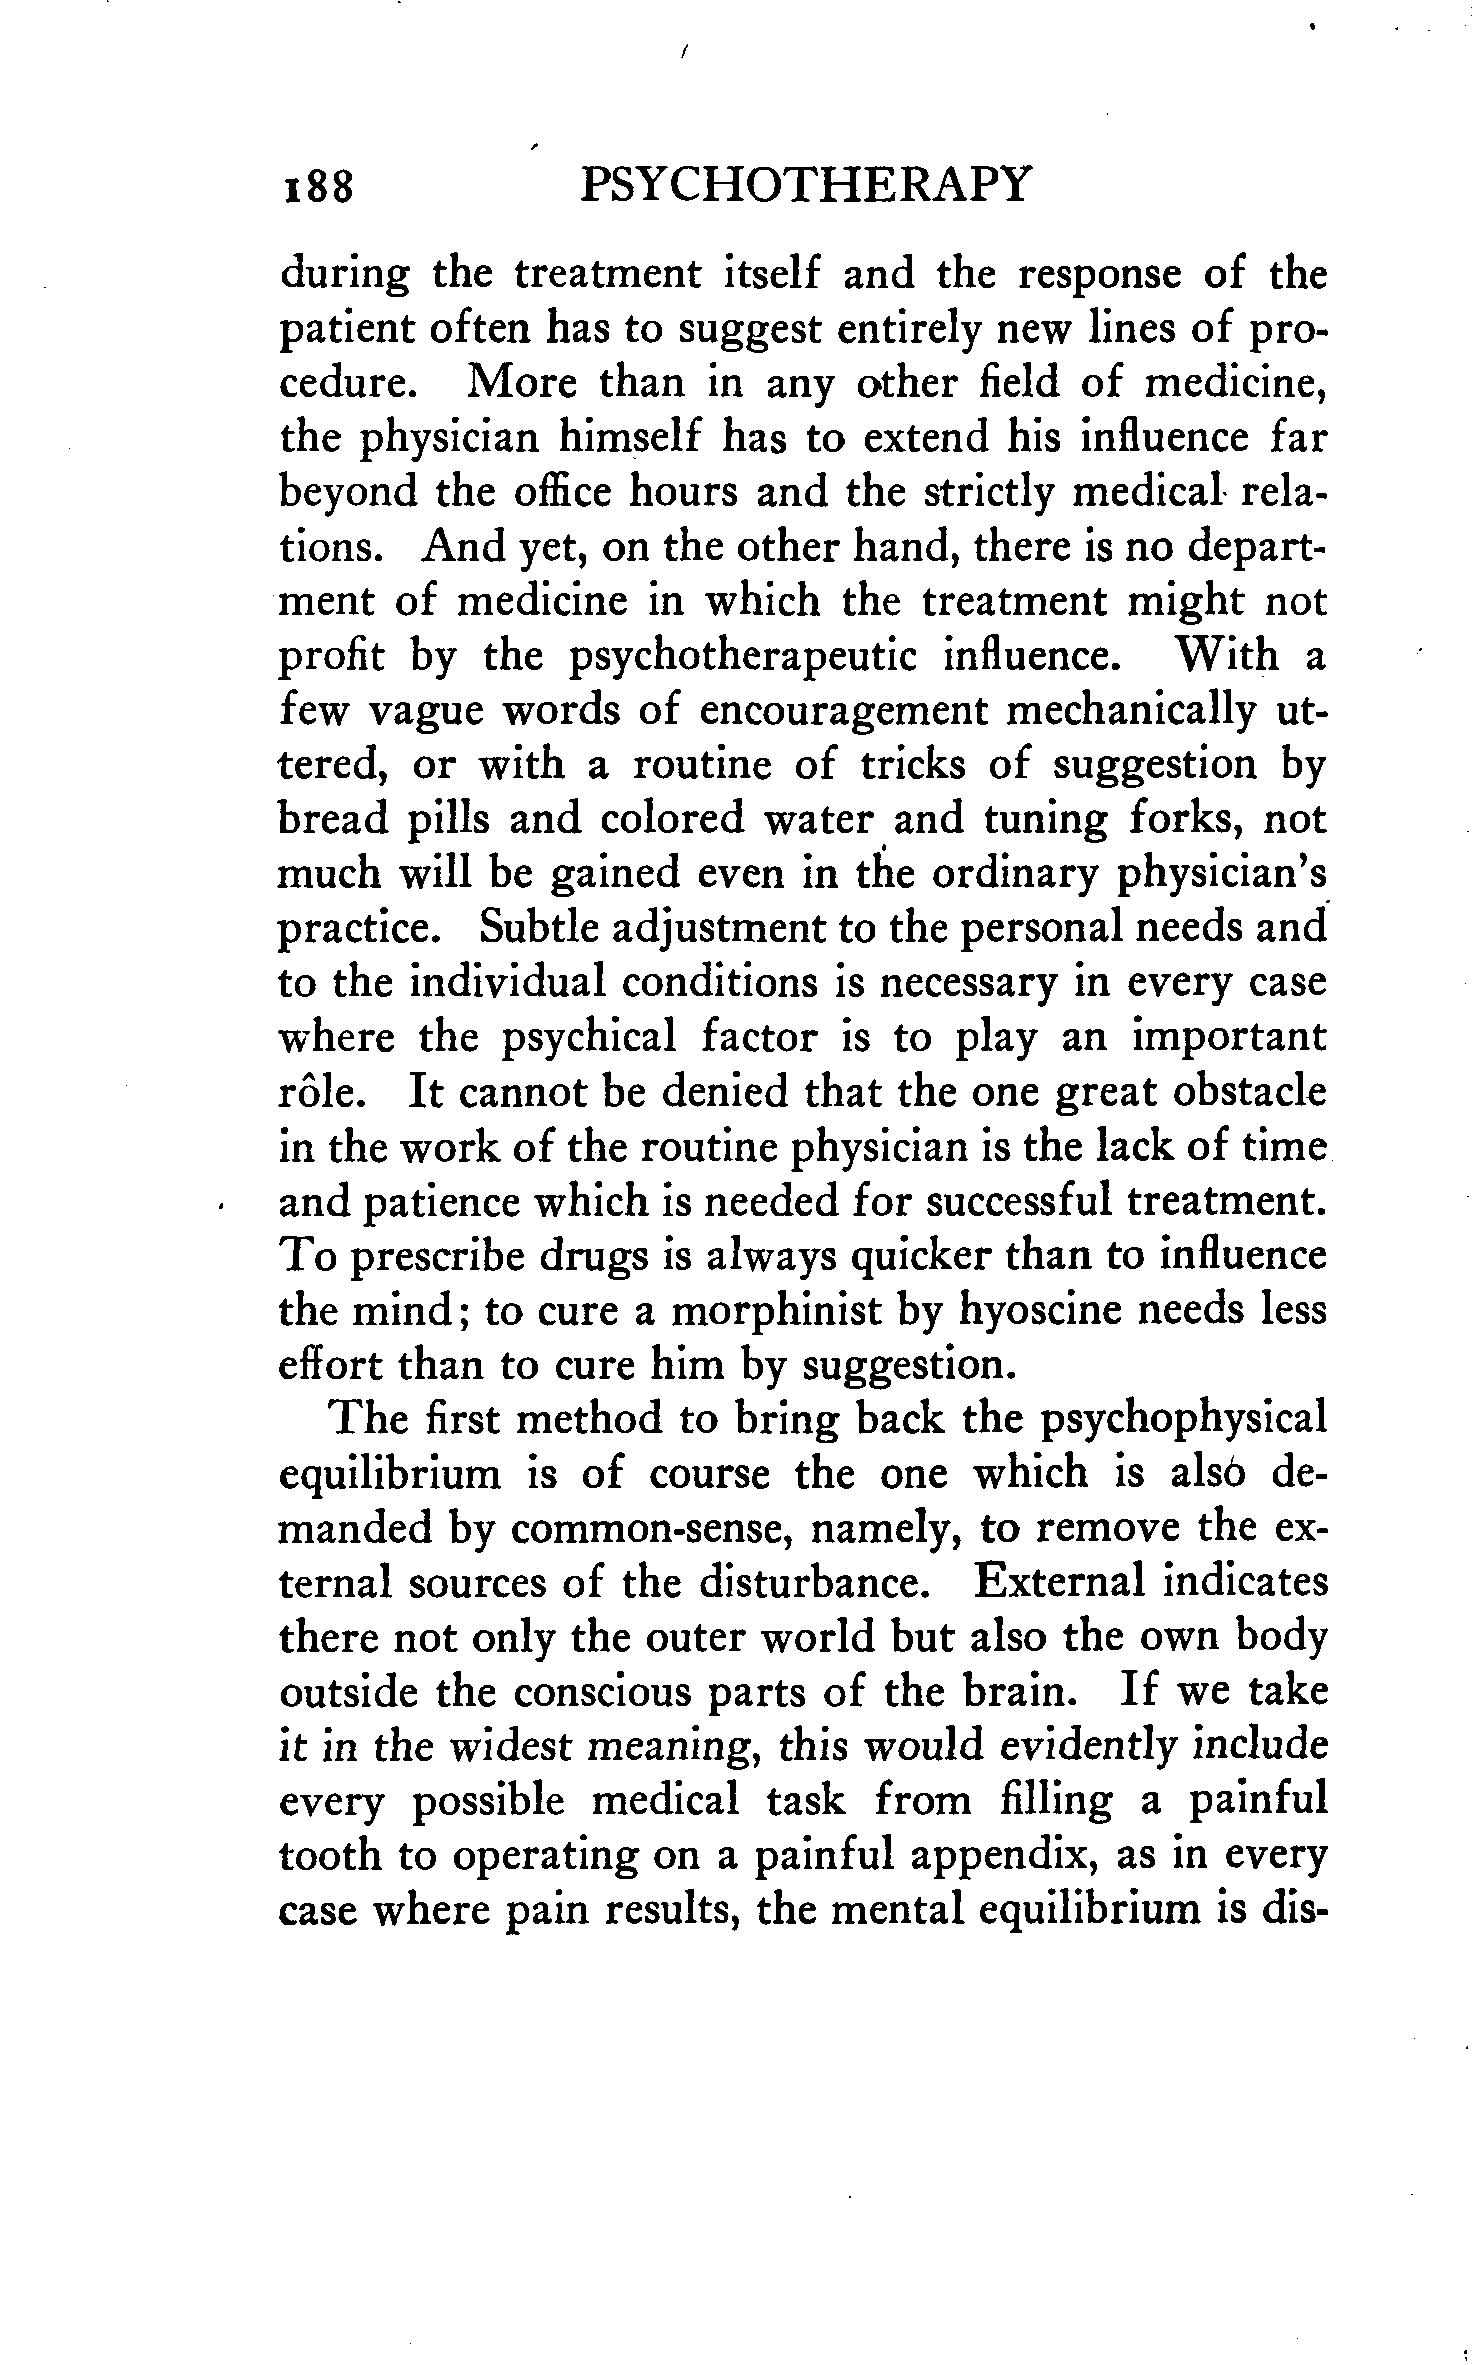 188 PSYCHOTHERAPY
during the treatment itself and the response of the
patient often has to suggest entirely new lines of pro-
cedure. More than in any other field of medicine,
the physician himself has to extend his influence far
beyond the office hours and the strictly medical rela-
tions. And yet, on the other hand, there is no depart-
ment of medicine in which the treatment might not
profit by the psychotherapeutic influence. With a
few vague words of encouragement mechanically ut-
tered, or with a routine of tricks of suggestion by
bread pills and colored water and tuning forks, not
much will be gained even in the ordinary physician's
practice. Subtle adjustment to the personal needs and
to the individual conditions is necessary in every case
where the psychical factor is to play an important
rôle. It cannot be denied that the one great obstacle
in the work of the routine physician is the lack of time
and patience which is needed for successful treatment.
To prescribe drugs is always quicker than to influence
the mind; to cure a morphinist by hyoscine needs less
effort than to cure him by suggestion.
The first method to bring back the psychophysical
equilibrium is of course the one which is also de-
manded by common-sense, namely, to remove the ex-
ternal sources of the disturbance. External indicates
there not only the outer world but also the own body
outside the conscious parts of the brain. If we take
it in the widest meaning, this would evidently include
every possible medical task from filling a painful
tooth to operating on a painful appendix, as in every
case where pain results, the mental equilibrium is dis-